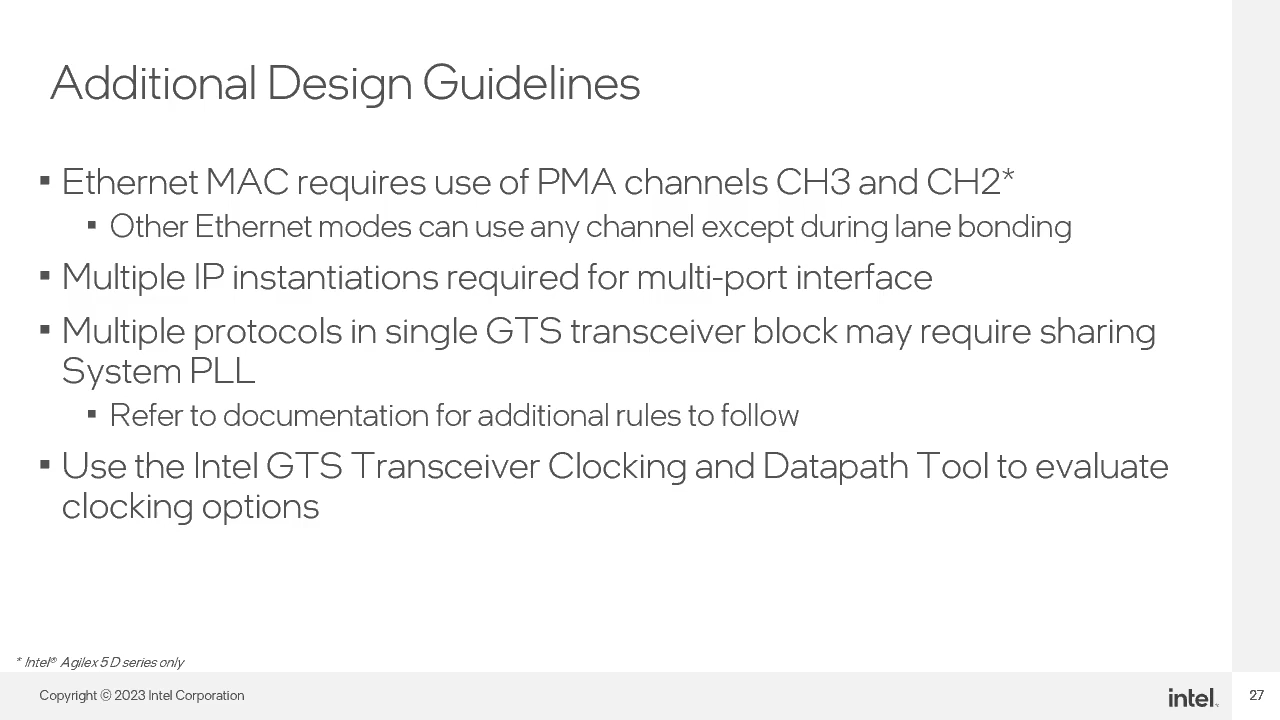 Additional Design Guidelines
▪ Ethernet MAC requires use of PMA channels CH3 and CH2*
▪ Other Ethernet modes can use any channel except during lane bonding
▪ Multiple IP instantiations required for multi-port interface
▪ Multiple protocols in single GTS transceiver block may require sharing
System PLL
▪ Refer to documentation for additional rules to follow
▪ Use the Intel GTS Transceiver Clocking and Datapath Tool to evaluate
clocking options
* Intel® Agilex 5 D series only
Copyright © 2023 Intel Corporation
intel.
27